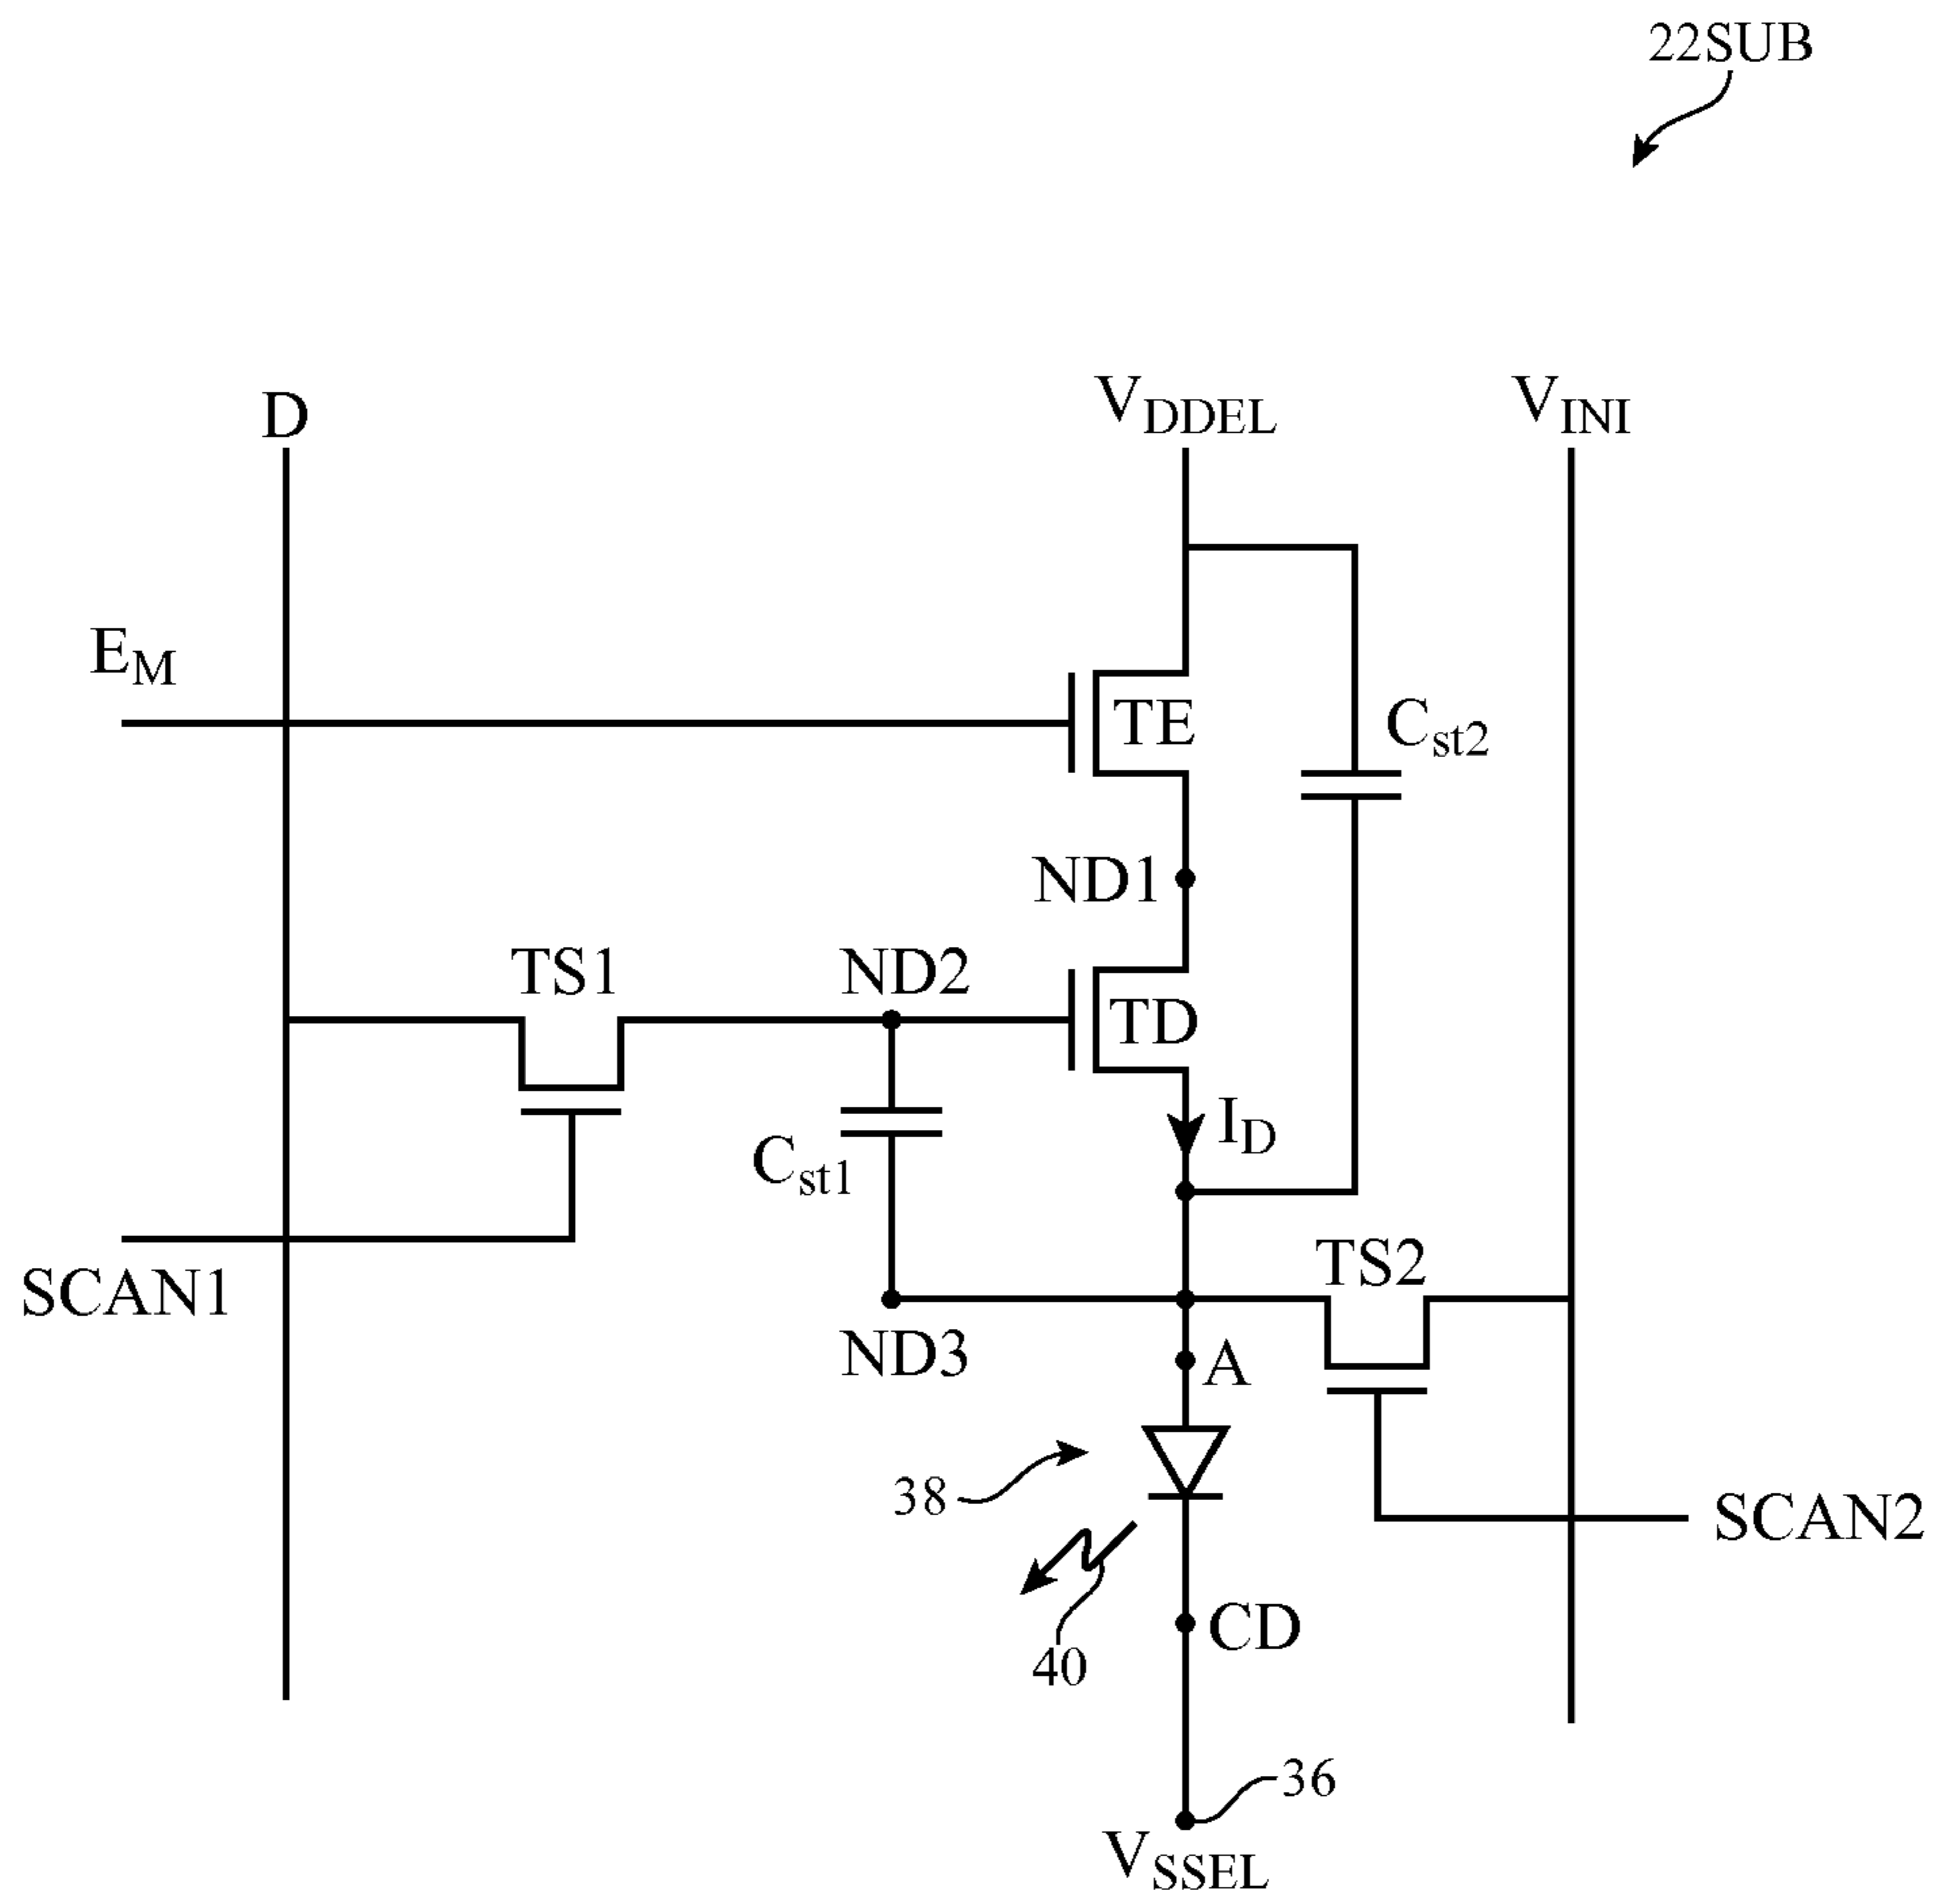 22SUB
D
VDDEL
VINI
EM
TE
Cst2
ND1
TS1
ND2
TD
ID
Cst1
TS2
SCAN1
ND3
A
38
SCAN2
CD
40
36
VSSEL